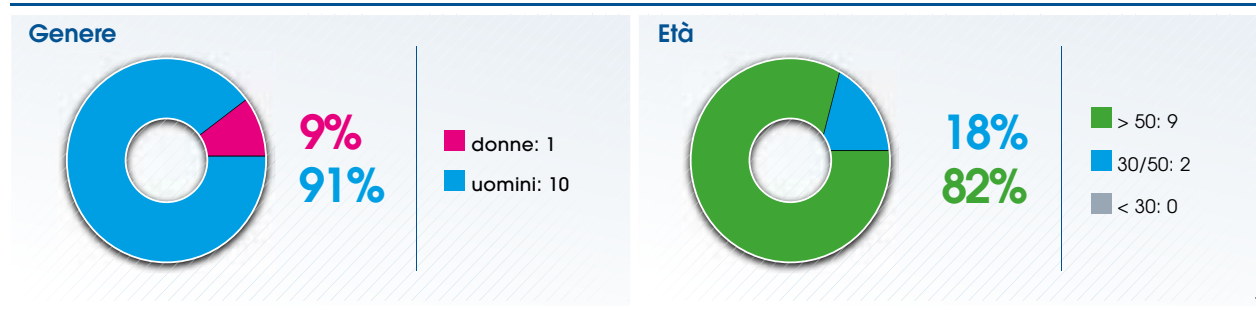 Genere
9%
91%
donne: 1
uomini: 10
Età
18%
82%
> 50: 9
30/50: 2
< 30: 0